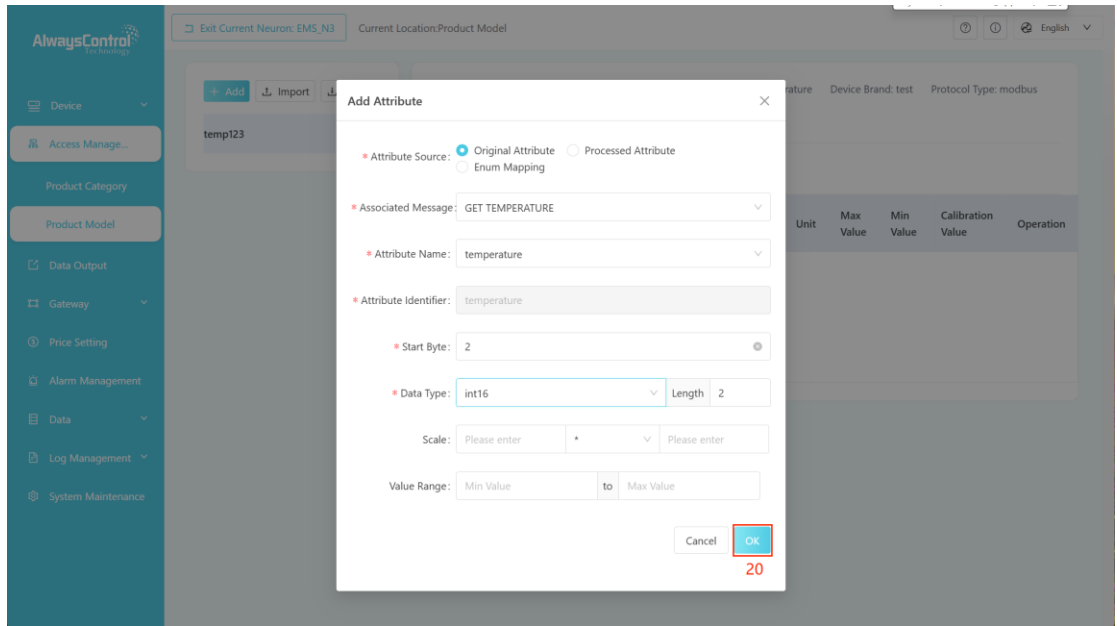 AlwaysControl
Technology
Exit Current Neuron: EMS_N3
Current Location:Product Model
English
Device
Access Manage...
Product Category
Product Model
Data Output
Gateway
Price Setting
Alarm Management
Data
Log Management
System Maintenance
+ Add
Import
temp123
rature
Device Brand: test
Protocol Type: modbus
Unit
Max Value
Min Value
Calibration Value
Operation
Add Attribute
* Attribute Source:
Original Attribute
Processed Attribute
Enum Mapping
* Associated Message: GET TEMPERATURE
* Attribute Name: temperature
* Attribute Identifier: temperature
* Start Byte: 2
* Data Type: int16 Length 2
Scale: Please enter * Please enter
Value Range: Min Value to Max Value
Cancel
OK
20